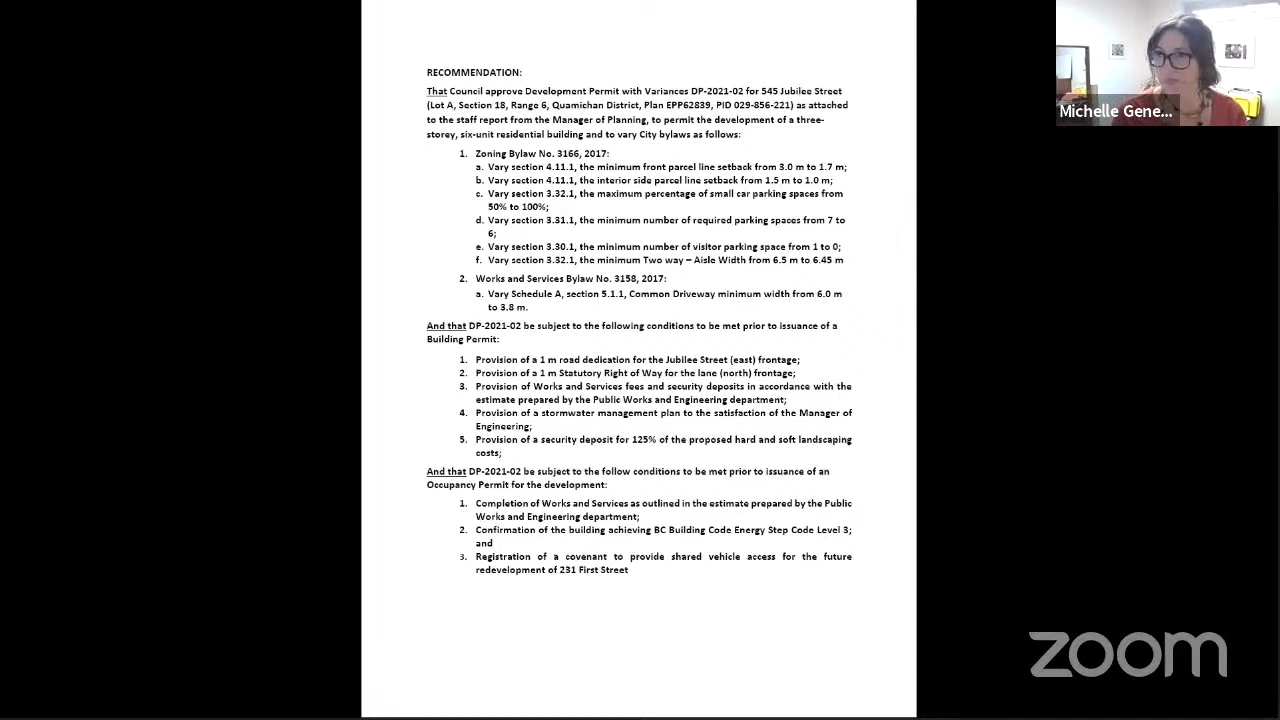 RECOMMENDATION:
That Council approve Development Permit with Variances DP-2021-02 for 545 Jubilee Street
(Lot A, Section 18, Range 6, Quamichan District, Plan EPP62839, PID 029-856-221) as attached
to the staff report from the Manager of Planning, to permit the development of a three-
storey, six-unit residential building and to vary City bylaws as follows:
1. Zoning Bylaw No. 3166, 2017:
a. Vary section 4.11.1, the minimum front parcel line setback from 3.0 m to 1.7 m;
b. Vary section 4.11.1, the interior side parcel line setback from 1.5 m to 1.0 m;
c. Vary section 3.32.1, the maximum percentage of small car parking spaces from
50% to 100%;
d. Vary section 3.31.1, the minimum number of required parking spaces from 7 to
6;
e. Vary section 3.30.1, the minimum number of visitor parking space from 1 to 0;
f. Vary section 3.32.1, the minimum Two way – Aisle Width from 6.5 m to 6.45 m
2. Works and Services Bylaw No. 3158, 2017:
a. Vary Schedule A, section 5.1.1, Common Driveway minimum width from 6.0 m
to 3.8 m.
And that DP-2021-02 be subject to the following conditions to be met prior to issuance of a
Building Permit:
1. Provision of a 1 m road dedication for the Jubilee Street (east) frontage;
2. Provision of a 1 m Statutory Right of Way for the lane (north) frontage;
3. Provision of Works and Services fees and security deposits in accordance with the
estimate prepared by the Public Works and Engineering department;
4. Provision of a stormwater management plan to the satisfaction of the Manager of
Engineering;
5. Provision of a security deposit for 125% of the proposed hard and soft landscaping
costs;
And that DP-2021-02 be subject to the follow conditions to be met prior to issuance of an
Occupancy Permit for the development:
1. Completion of Works and Services as outlined in the estimate prepared by the Public
Works and Engineering department;
2. Confirmation of the building achieving BC Building Code Energy Step Code Level 3;
and
3. Registration of a covenant to provide shared vehicle access for the future
redevelopment of 231 First Street
Michelle Gene...
zoom